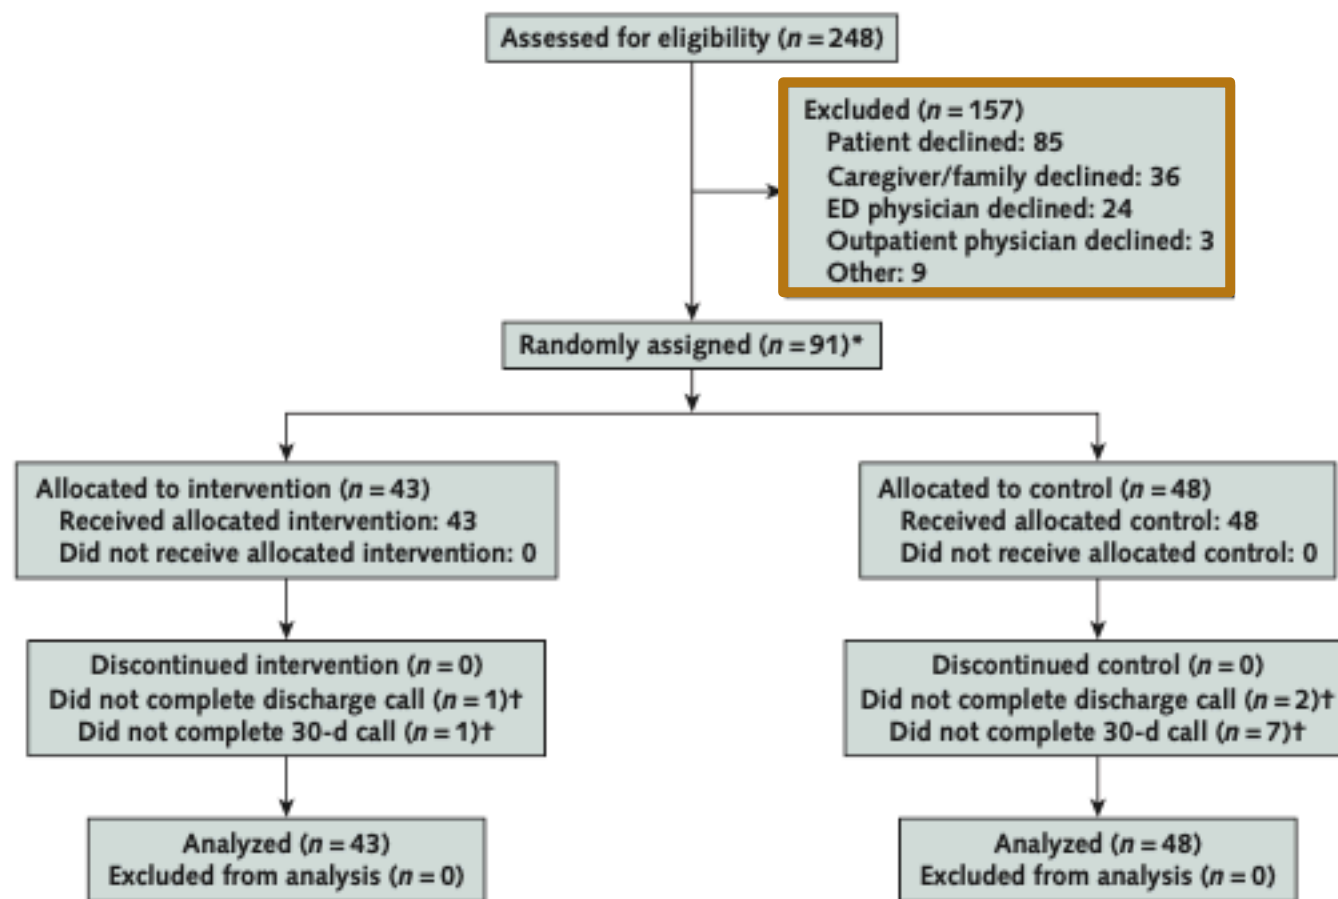 Assessed for eligibility (n = 248)
Excluded (n = 157)
Patient declined: 85
Caregiver/family declined: 36
ED physician declined: 24
Outpatient physician declined: 3
Other: 9
Randomly assigned (n = 91)*
Allocated to intervention (n = 43)
Received allocated intervention: 43
Did not receive allocated intervention: 0
Allocated to control (n = 48)
Received allocated control: 48
Did not receive allocated control: 0
Discontinued intervention (n = 0)
Did not complete discharge call (n = 1)†
Did not complete 30-d call (n = 1)†
Discontinued control (n = 0)
Did not complete discharge call (n = 2)†
Did not complete 30-d call (n = 7)†
Analyzed (n = 43)
Excluded from analysis (n = 0)
Analyzed (n = 48)
Excluded from analysis (n = 0)